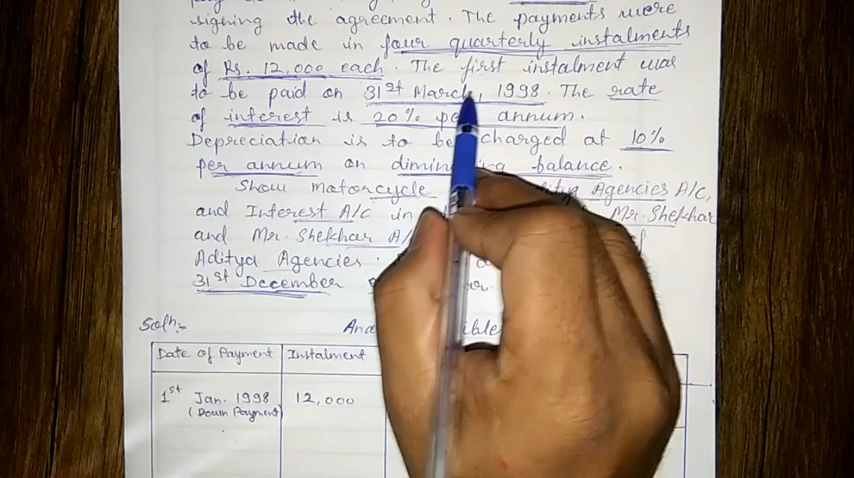 signing the agreement. The payments were
to be made in four quarterly instalments
of Rs. 12,000 each. The first instalment was
to be paid on 31st March, 1998. The rate
of interest is 20% per annum.
Depreciation is to be charged at 10%
per annum on diminishing balance.
Show Motorcycle Aditya Agencies A/C,
and Interest A/C in Mr. Shekhar
and Mr. Shekhar A/
Aditya Agencies.
31st December
Solⁿ:-
Date of Payment Instalment
1st Jan. 1998 12,000
(Down Payment)